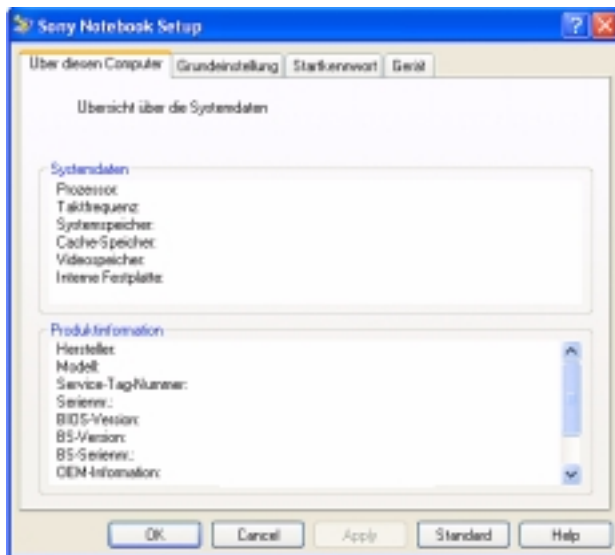 Sony Notebook Setup
Über diesen Computer
Grundeinstellung
Startkennwort
Gerät
Übersicht über die Systemdaten
Systemdaten
Prozessor:
Taktfrequenz:
Systemspeicher:
Cache-Speicher:
Videospeicher:
Interne Festplatte:
Produktinformation
Hersteller:
Modell:
Service-Tag-Nummer:
Seriennr.:
BIOS-Version:
BS-Version:
BS-Seriennr.:
OEM-Information:
OK
Cancel
Apply
Standard
Help